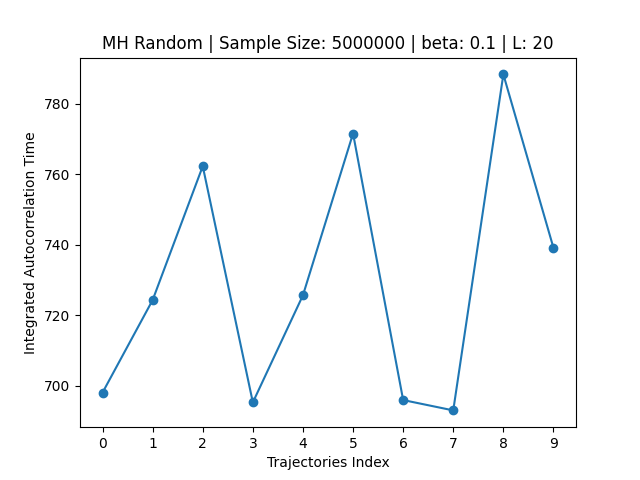 MH Random | Sample Size: 5000000 | beta: 0.1 | L: 20
780
760
740
720
700
Integrated Autocorrelation Time
0 1 2 3 4 5 6 7 8 9
Trajectories Index